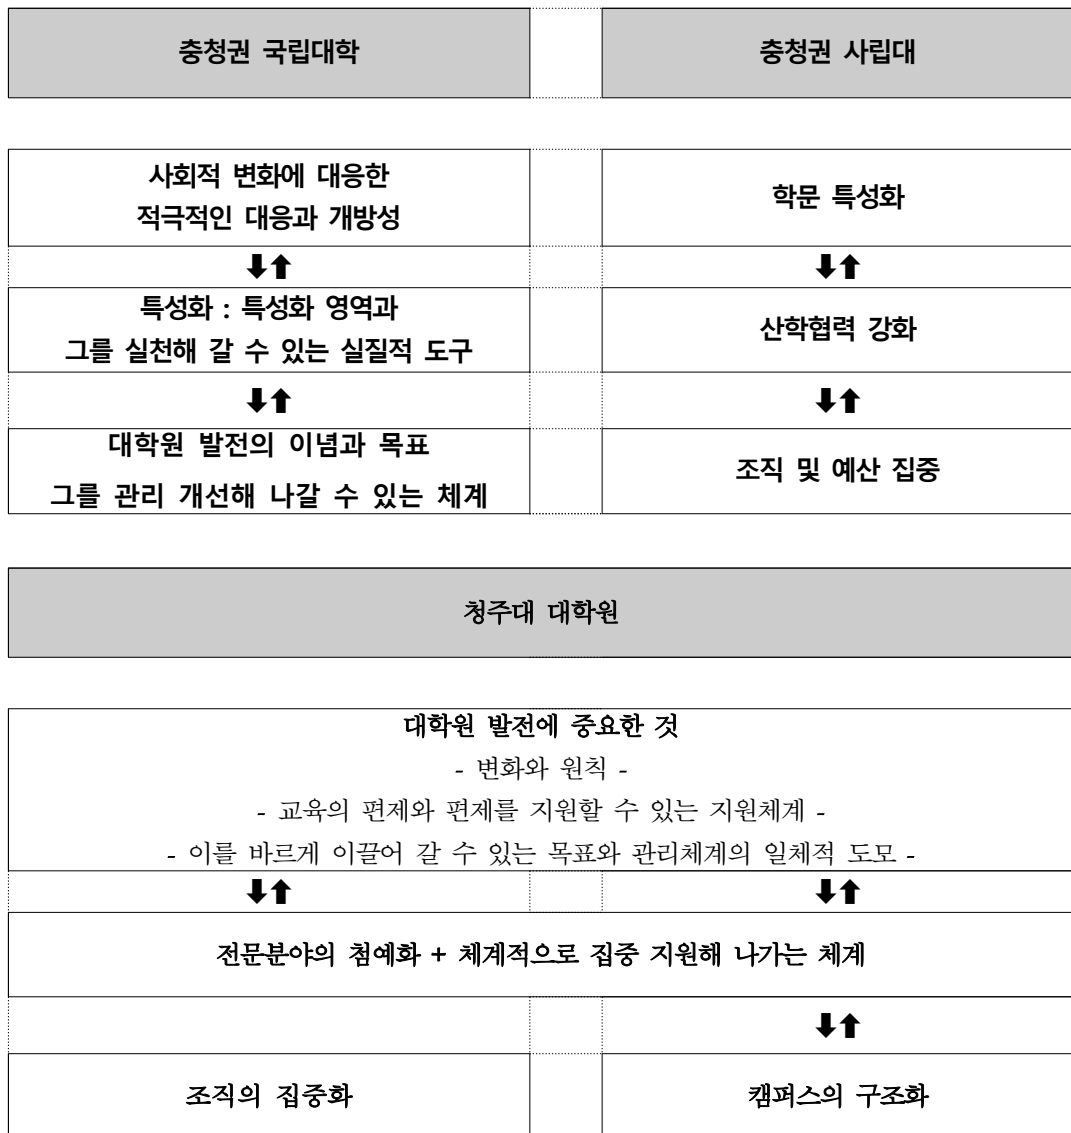 충청권 국립대학
충청권 사립대
사회적 변화에 대응한
적극적인 대응과 개방성
학문 특성화
⬇⬆
⬇⬆
특성화 : 특성화 영역과
그를 실천해 갈 수 있는 실질적 도구
산학협력 강화
⬇⬆
⬇⬆
대학원 발전의 이념과 목표
그를 관리 개선해 나갈 수 있는 체계
조직 및 예산 집중
청주대 대학원
대학원 발전에 중요한 것
- 변화와 원칙 -
- 교육의 편제와 편제를 지원할 수 있는 지원체계 -
- 이를 바르게 이끌어 갈 수 있는 목표와 관리체계의 일체적 도모 -
⬇⬆
⬇⬆
전문분야의 첨예화 + 체계적으로 집중 지원해 나가는 체계
⬇⬆
조직의 집중화
캠퍼스의 구조화